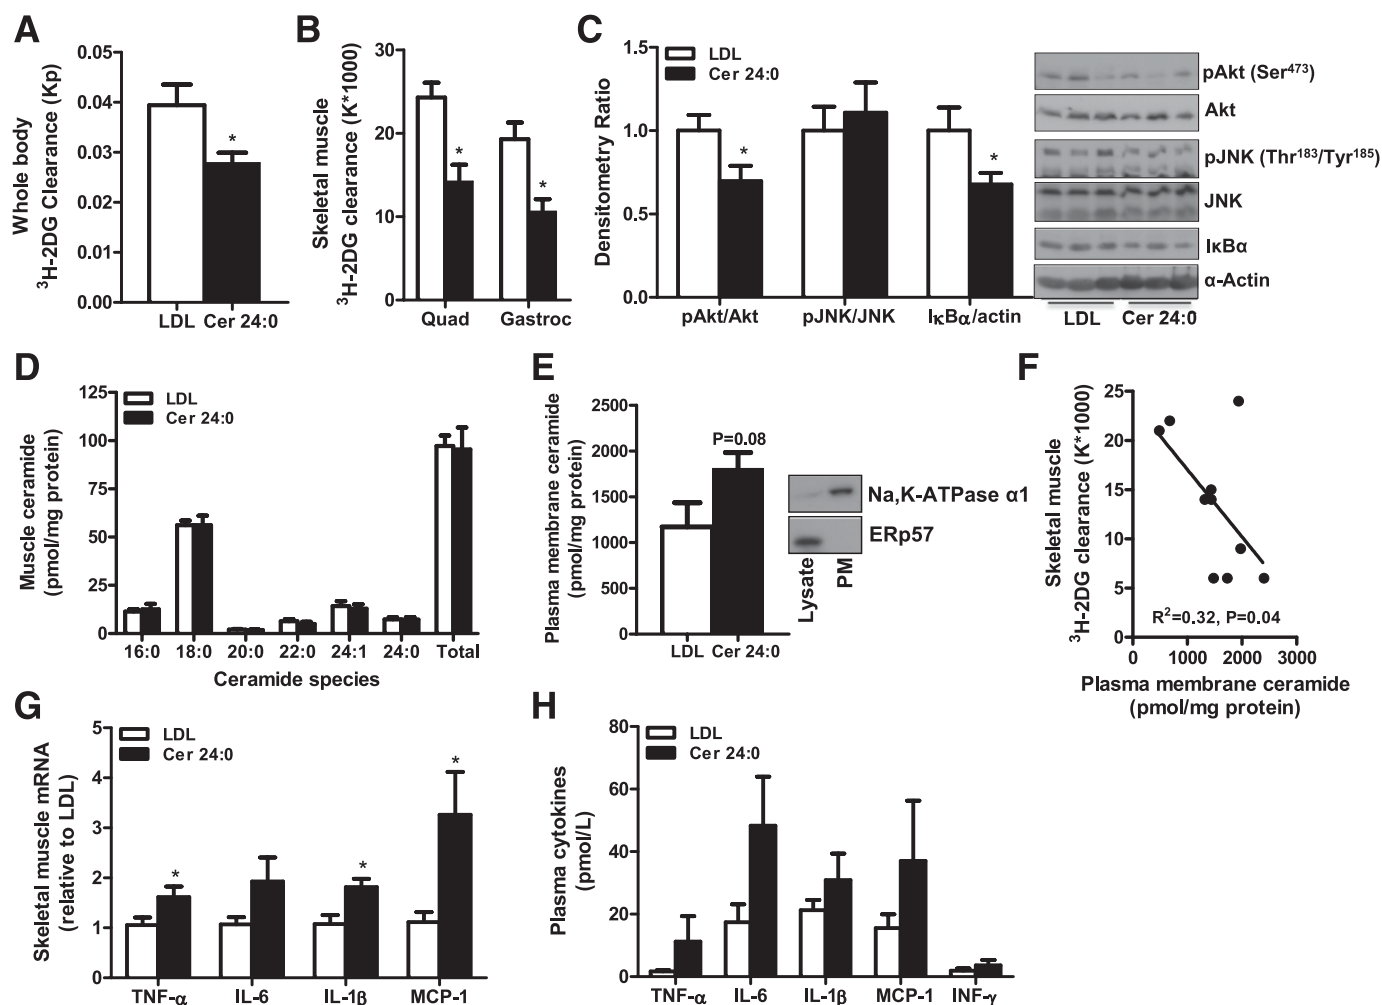 A
Whole body
³H-2DG Clearance (Kp)
0.05
0.04
0.03
0.02
0.01
0.00
*
LDL Cer 24:0
B
Skeletal muscle
³H-2DG clearance (K*1000)
30
20
10
0
*
*
Quad Gastroc
C
Densitometry Ratio
1.5
1.0
0.5
0.0
LDL
Cer 24:0
*
*
pAkt/Akt pJNK/JNK IκBα/actin
pAkt (Ser⁴⁷³)
Akt
pJNK (Thr¹⁸³/Tyr¹⁸⁵)
JNK
IκBα
α-Actin
LDL Cer 24:0
D
Muscle ceramide
(pmol/mg protein)
125
100
75
50
25
0
LDL
Cer 24:0
16:0 18:0 20:0 22:0 24:1 24:0 Total
Ceramide species
E
Plasma membrane ceramide
(pmol/mg protein)
2500
2000
1500
1000
500
0
P=0.08
LDL Cer 24:0
Na,K-ATPase α1
ERp57
Lysate
PM
F
Skeletal muscle
³H-2DG clearance (K*1000)
25
20
15
10
5
0
R²=0.32, P=0.04
0 1000 2000 3000
Plasma membrane ceramide
(pmol/mg protein)
G
Skeletal muscle mRNA
(relative to LDL)
5
4
3
2
1
0
LDL
Cer 24:0
*
*
*
TNF-α IL-6 IL-1β MCP-1
H
Plasma cytokines
(pmol/L)
80
60
40
20
0
LDL
Cer 24:0
TNF-α IL-6 IL-1β MCP-1 INF-γ